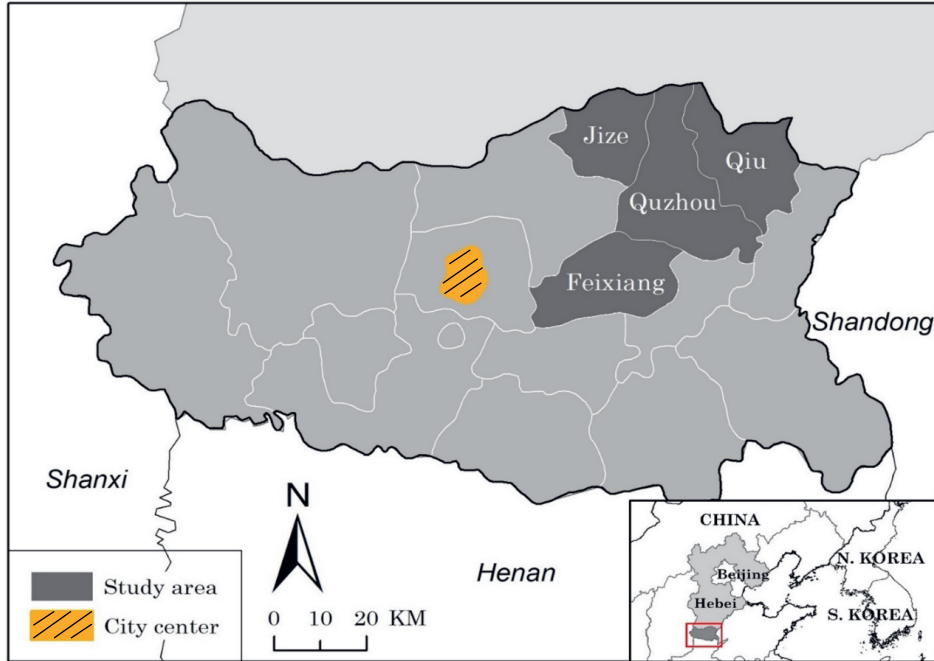 Jize
Qiu
Quzhou
Feixiang
Shandong
Shanxi
N
Henan
0 10 20 KM
Study area
City center
CHINA
N. KOREA
Beijing
Hebei
S. KOREA